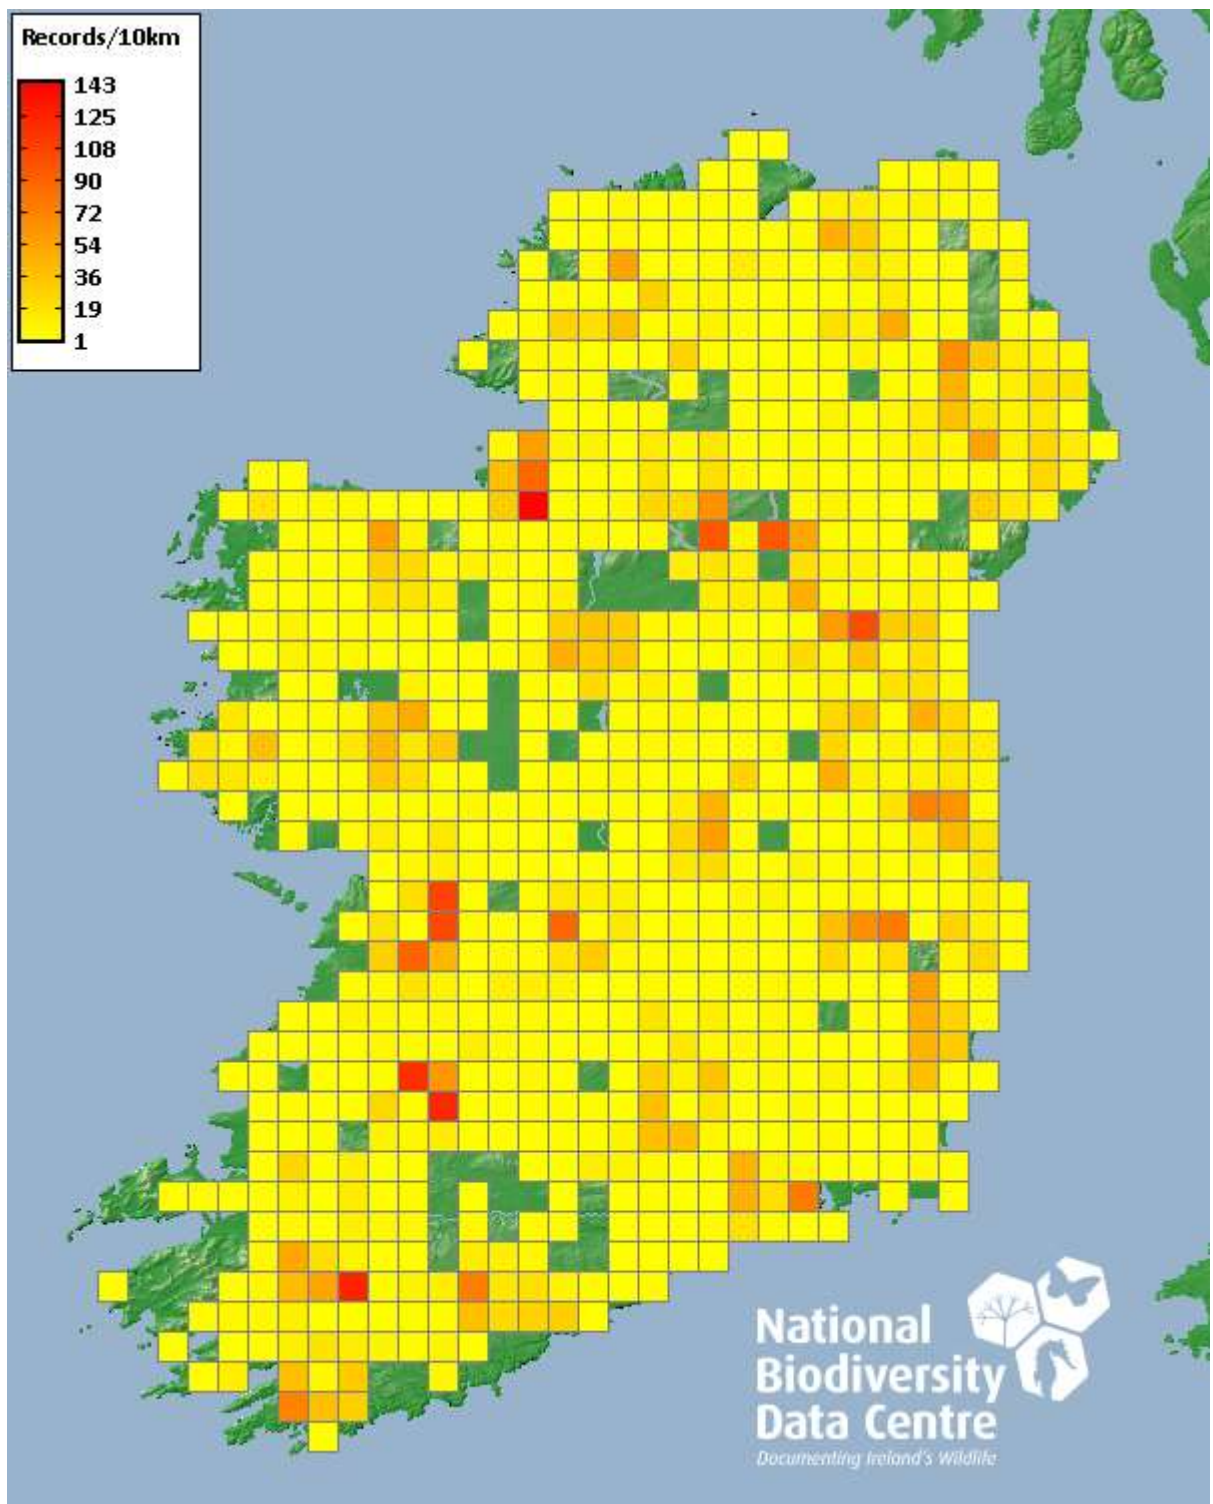 Records/10km
143
125
108
90
72
54
36
19
1
National
Biodiversity
Data Centre
Documenting Ireland's Wildlife